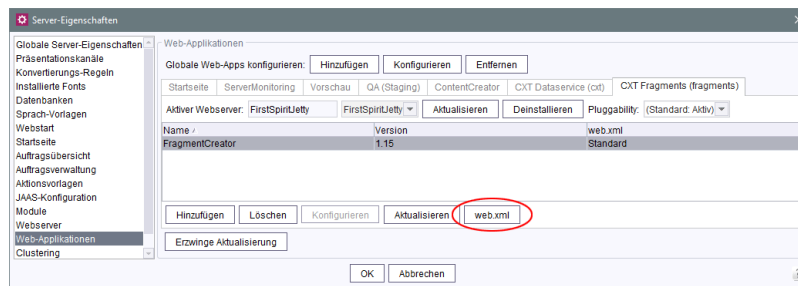 Server-Eigenschaften
Globale Server-Eigenschaften
Präsentationskanäle
Konvertierungs-Regeln
Installierte Fonts
Datenbanken
Sprach-Vorlagen
Webstart
Startseite
Auftragsübersicht
Auftragsverwaltung
Aktionsvorlagen
JAAS-Konfiguration
Module
Webserver
Web-Applikationen
Clustering
Web-Applikationen
Globale Web-Apps konfigurieren: Hinzufügen Konfigurieren Entfernen
Startseite ServerMonitoring Vorschau QA (Staging) ContentCreator CXT Dataservice (cxt) CXT Fragments (fragments)
Aktiver Webserver: FirstSpiritJetty FirstSpiritJetty Aktualisieren Deinstallieren Pluggability: (Standard: Aktiv)
Name Version web.xml
FragmentCreator 1.15 Standard
Hinzufügen Löschen Konfigurieren Aktualisieren web.xml
Erzwinge Aktualisierung
OK Abbrechen